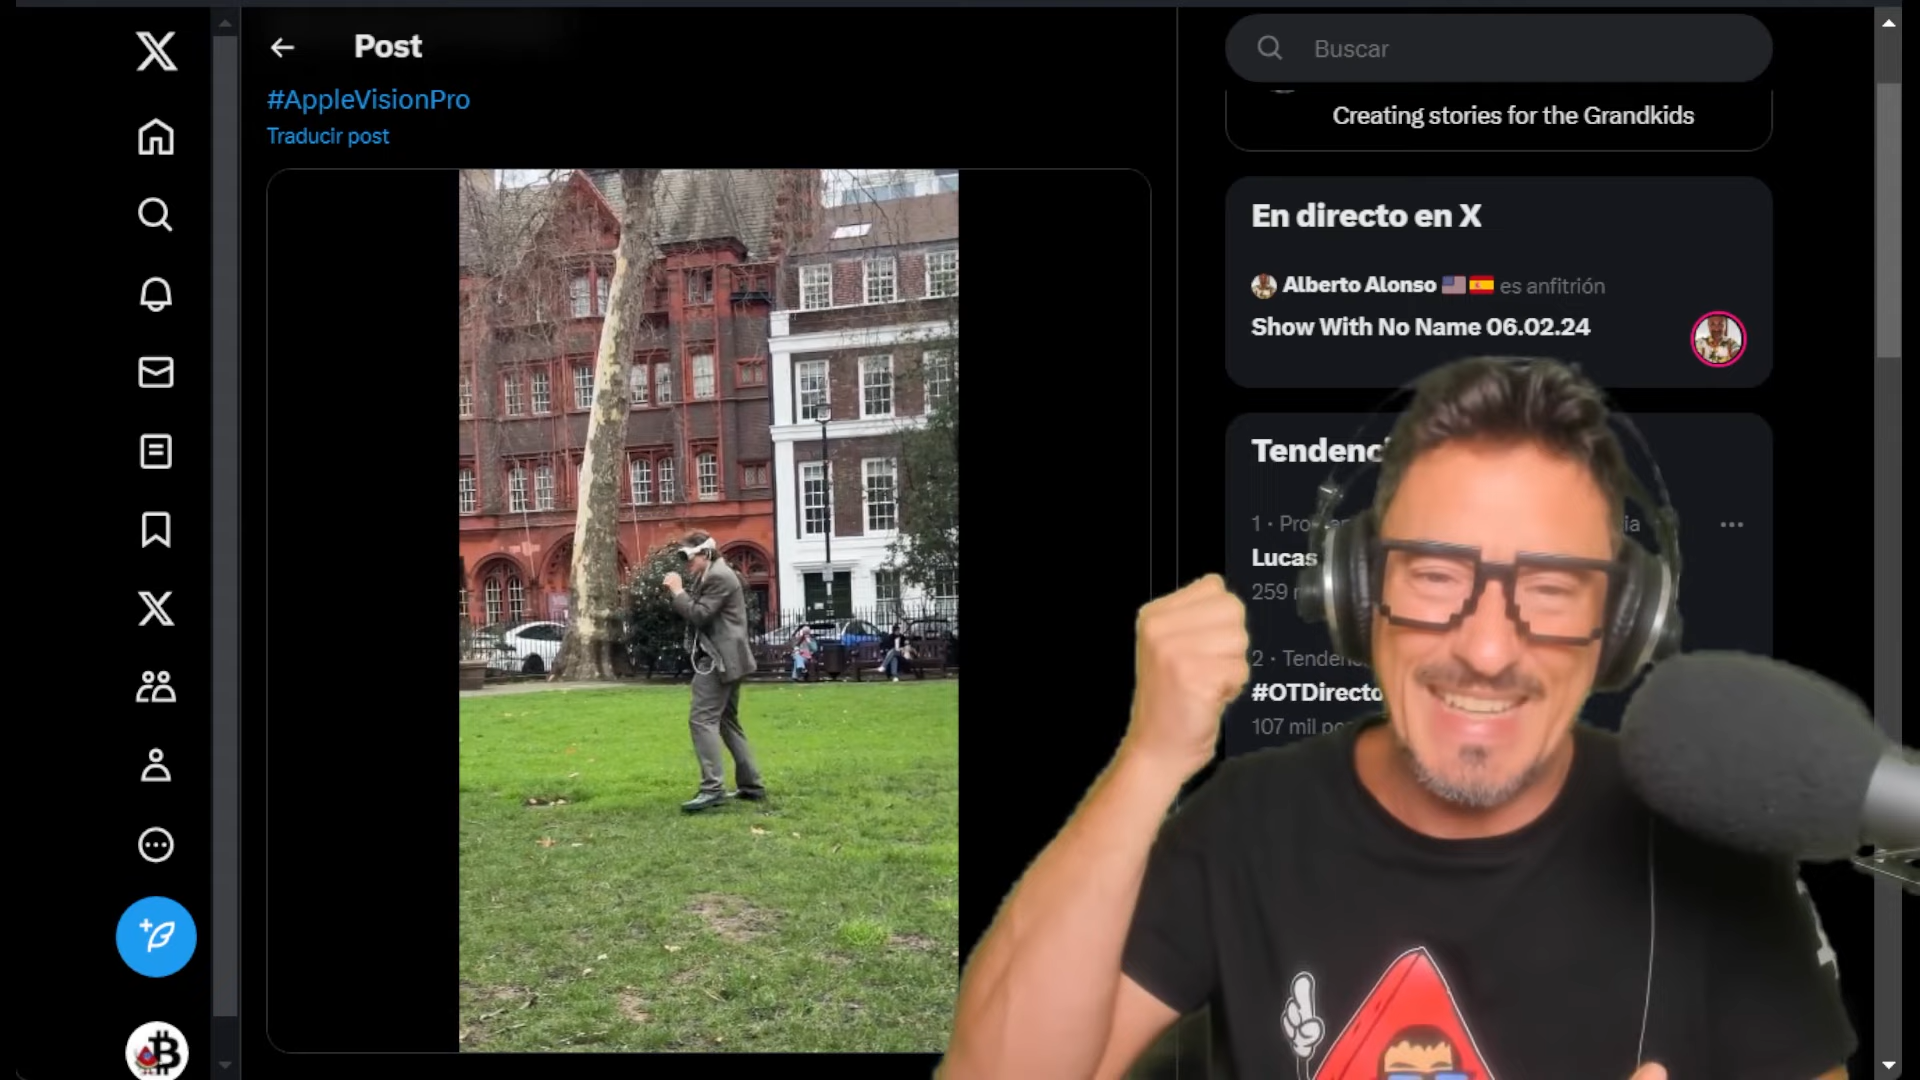 Post
#AppleVisionPro
Traducir post
Buscar
Creating stories for the Grandkids
En directo en X
Alberto Alonso es anfitrión
Show With No Name 06.02.24
Tendenc
1 · Pro
Lucas
259
2 · Tenden
#OTDirecto
107 mil